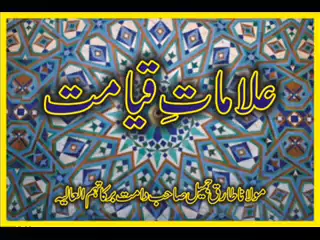 علاماتِ قیامت
مولانا طارق جمیل صاحب دامت برکاتہم العالیہ